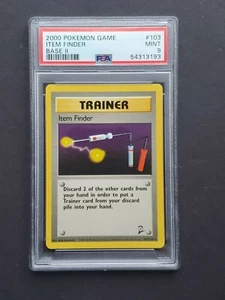 2000 POKEMON GAME #103
ITEM FINDER MINT
BASE II PSA 9
54313193
TRAINER
Item Finder
Discard 2 of the other cards
from your hand in order to put a
Trainer card from your discard
pile into your hand.